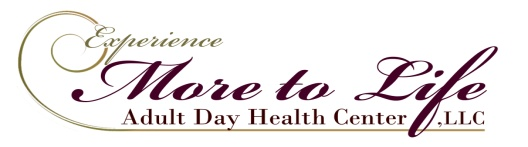 Experience
More to Life
Adult Day Health Center ,LLC